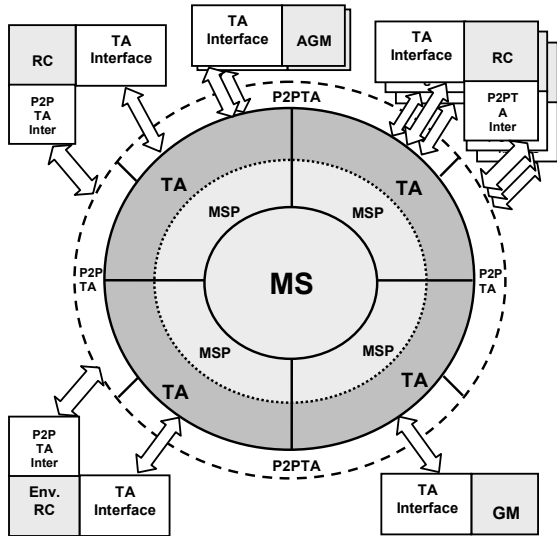 RC
TA
Interface
P2P
TA
Inter
TA
Interface
AGM
TA
Interface
RC
P2PT
A
Inter
P2PTA
TA
TA
MSP
MSP
P2P
TA
MS
P2P
TA
MSP
MSP
TA
TA
P2PTA
P2P
TA
Inter
Env.
RC
TA
Interface
TA
Interface
GM